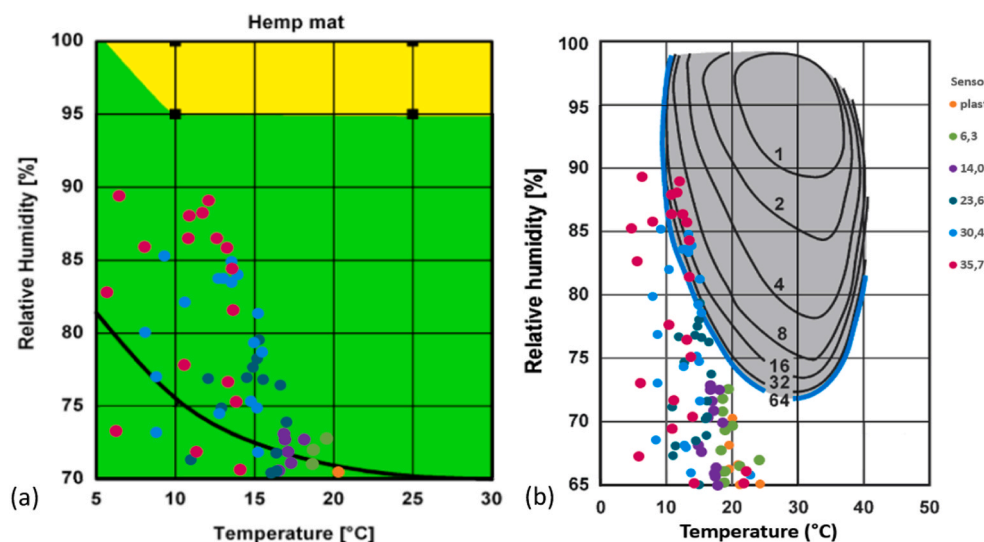 Hemp mat
100
95
90
85
80
75
70
5 10 15 20 25 30
Relative Humidity [%]
Temperature [°C]
(a)
100
95
90
85
80
75
70
65
0 10 20 30 40 50
Relative humidity [%]
Temperature (°C)
(b)
1
2
4
8
16
32
64
Senso
plast
6,3
14,0
23,6
30,4
35,7